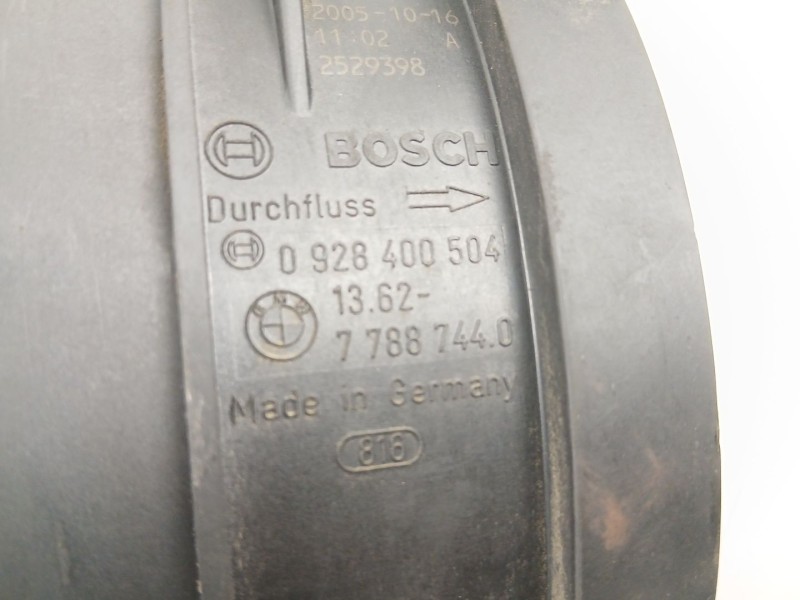 2005-10-16
11:02 A
2529398
BOSCH
Durchfluss
0 928 400 504
BMW
13.62-
7 788 744.0
Made in Germany
816